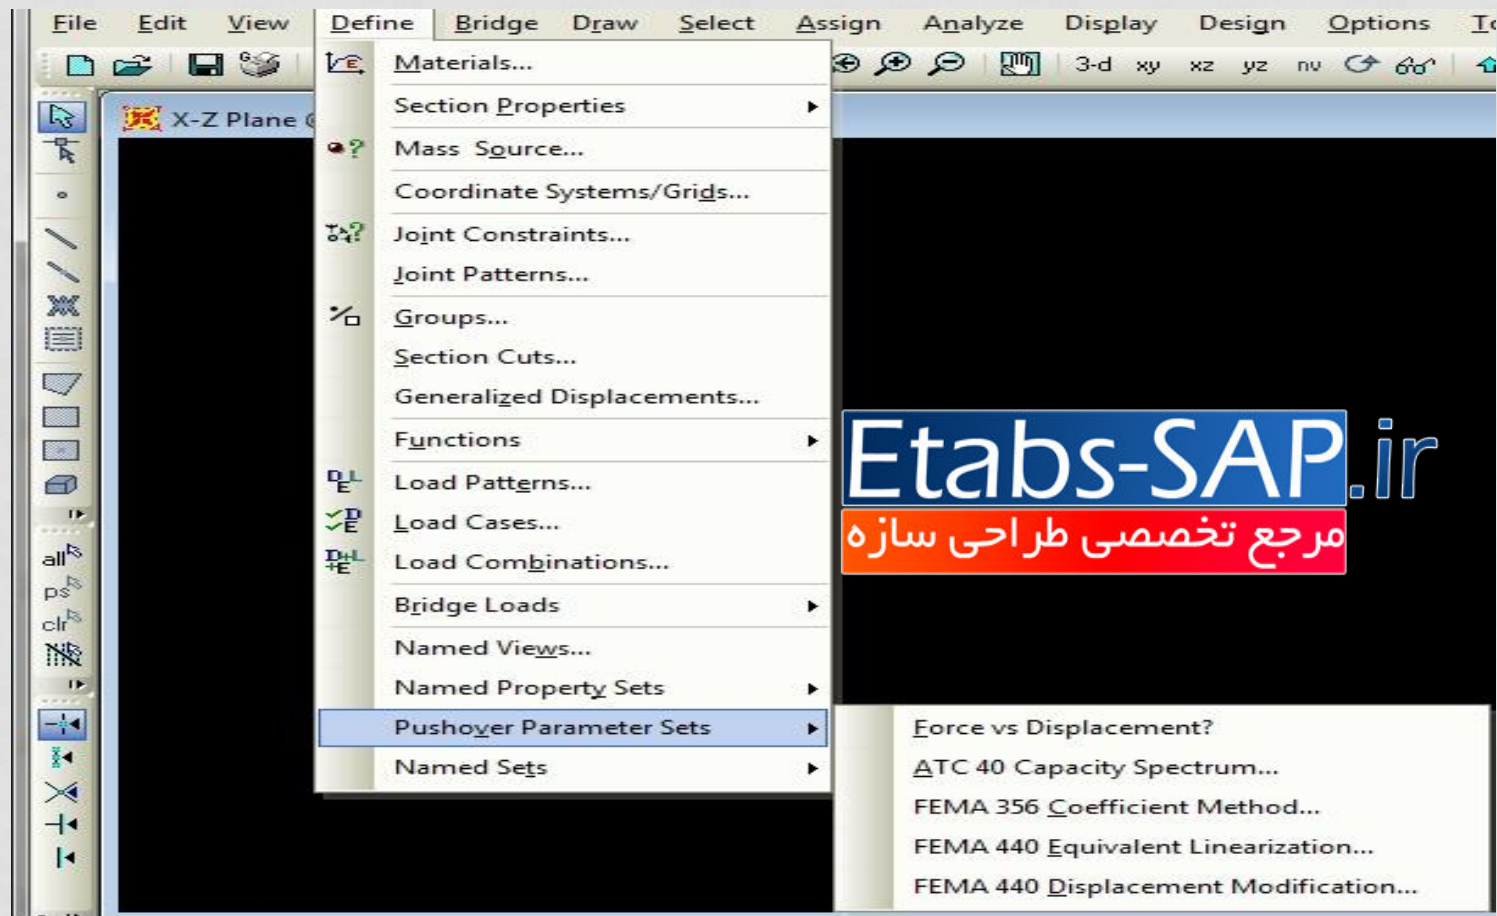 File Edit View Define Bridge Draw Select Assign Analyze Display Design Options
3-d xy xz yz nv
X-Z Plane
Materials...
Section Properties
Mass Source...
Coordinate Systems/Grids...
Joint Constraints...
Joint Patterns...
Groups...
Section Cuts...
Generalized Displacements...
Functions
Load Patterns...
Load Cases...
Load Combinations...
Bridge Loads
Named Views...
Named Property Sets
Pushover Parameter Sets
Named Sets
Force vs Displacement?
ATC 40 Capacity Spectrum...
FEMA 356 Coefficient Method...
FEMA 440 Equivalent Linearization...
FEMA 440 Displacement Modification...
all
ps
clr
Etabs-SAP.ir
مرجع تخصصی طراحی سازه